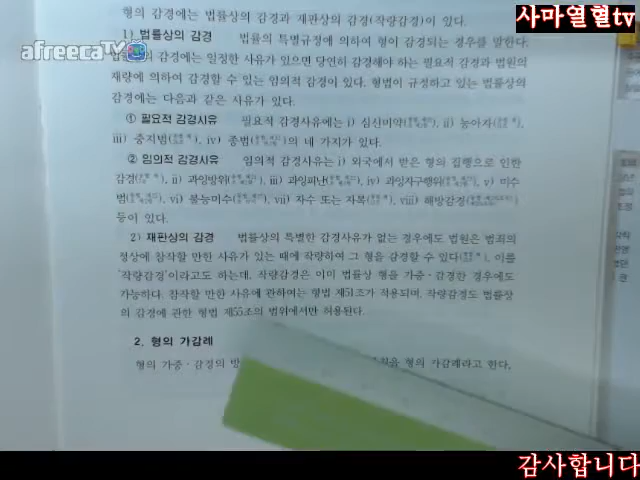 사마열혈tv
afreecaTV
형의 감경에는 법률상의 감경과 재판상의 감경(작량감경)이 있다.
1) 법률상의 감경 법률의 특별규정에 의하여 형이 감경되는 경우를 말한다.
감경에는 일정한 사유가 있으면 당연히 감경해야 하는 필요적 감경과 법원의
재량에 의하여 감경할 수 있는 임의적 감경이 있다. 형법이 규정하고 있는 법률상의
감경에는 다음과 같은 사유가 있다.
① 필요적 감경사유 필요적 감경사유에는 i) 심신미약, ii) 농아자,
iii) 중지범, iv) 종범의 네 가지가 있다.
② 임의적 감경사유 임의적 감경사유는 i) 외국에서 받은 형의 집행으로 인한
감경, ii) 과잉방위, iii) 과잉피난, iv) 과잉자구행위, v) 미수
범, vi) 불능미수, vii) 자수 또는 자복, viii) 해방감경
등이 있다.
2) 재판상의 감경 법률상의 특별한 감경사유가 없는 경우에도 법원은 범죄의
정상에 참작할 만한 사유가 있는 때에 작량하여 그 형을 감경할 수 있다. 이를
'작량감경'이라고도 하는데, 작량감경은 이미 법률상 형을 가중·감경한 경우에도
가능하다. 참작할 만한 사유에 관하여는 형법 제51조가 적용되며, 작량감경도 법률상
의 감경에 관한 형법 제55조의 범위에서만 허용된다.
2. 형의 가감례
형의 가중·감경의 방 형의 가감례라고 한다.
감사합니다